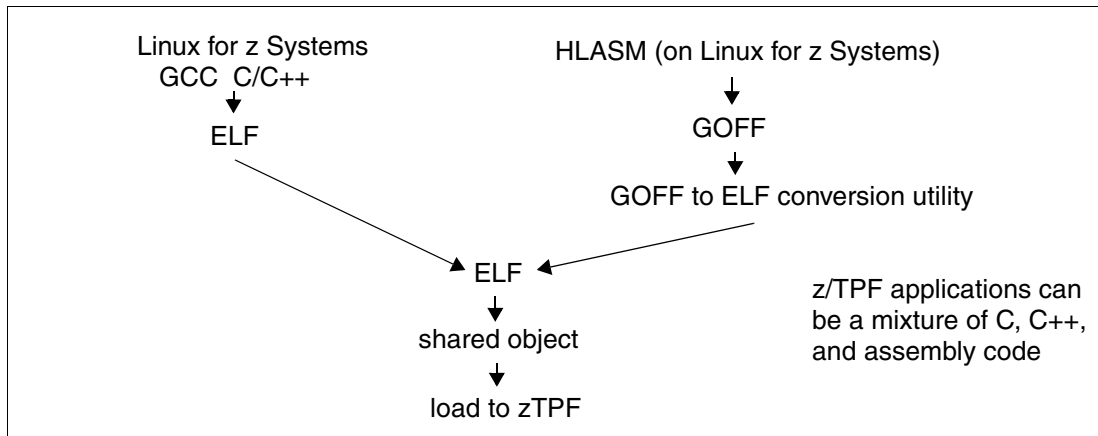 Linux for z Systems
GCC C/C++
ELF
HLASM (on Linux for z Systems)
GOFF
GOFF to ELF conversion utility
ELF
shared object
load to zTPF
z/TPF applications can
be a mixture of C, C++,
and assembly code